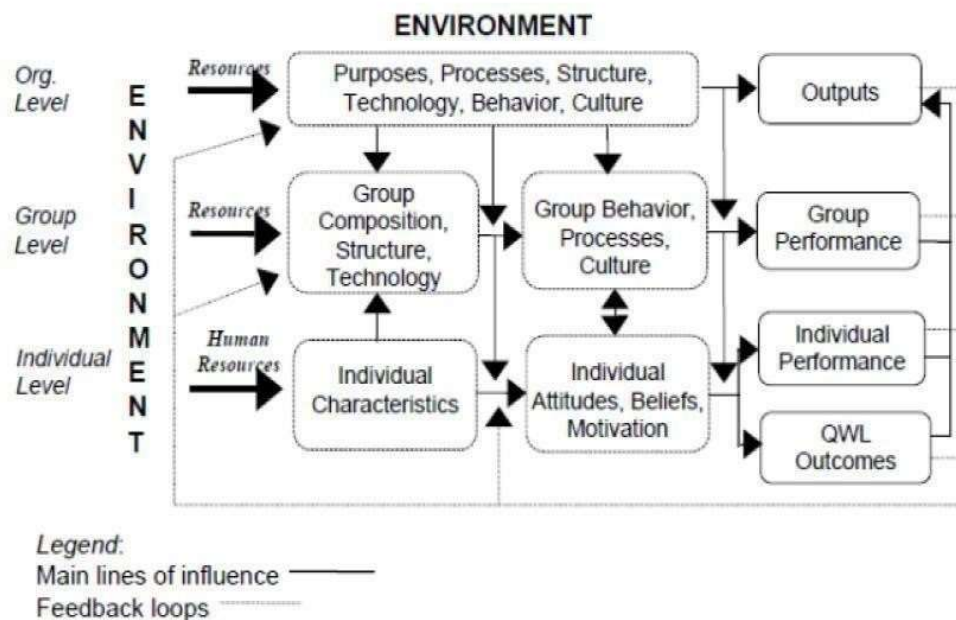 ENVIRONMENT
Org.
Level
Resources
Purposes, Processes, Structure,
Technology, Behavior, Culture
Outputs
E
N
V
I
R
O
N
M
E
N
T
Group
Level
Resources
Group
Composition,
Structure,
Technology
Group Behavior,
Processes,
Culture
Group
Performance
Individual
Level
Human
Resources
Individual
Characteristics
Individual
Attitudes, Beliefs,
Motivation
Individual
Performance
QWL
Outcomes
Legend:
Main lines of influence
Feedback loops